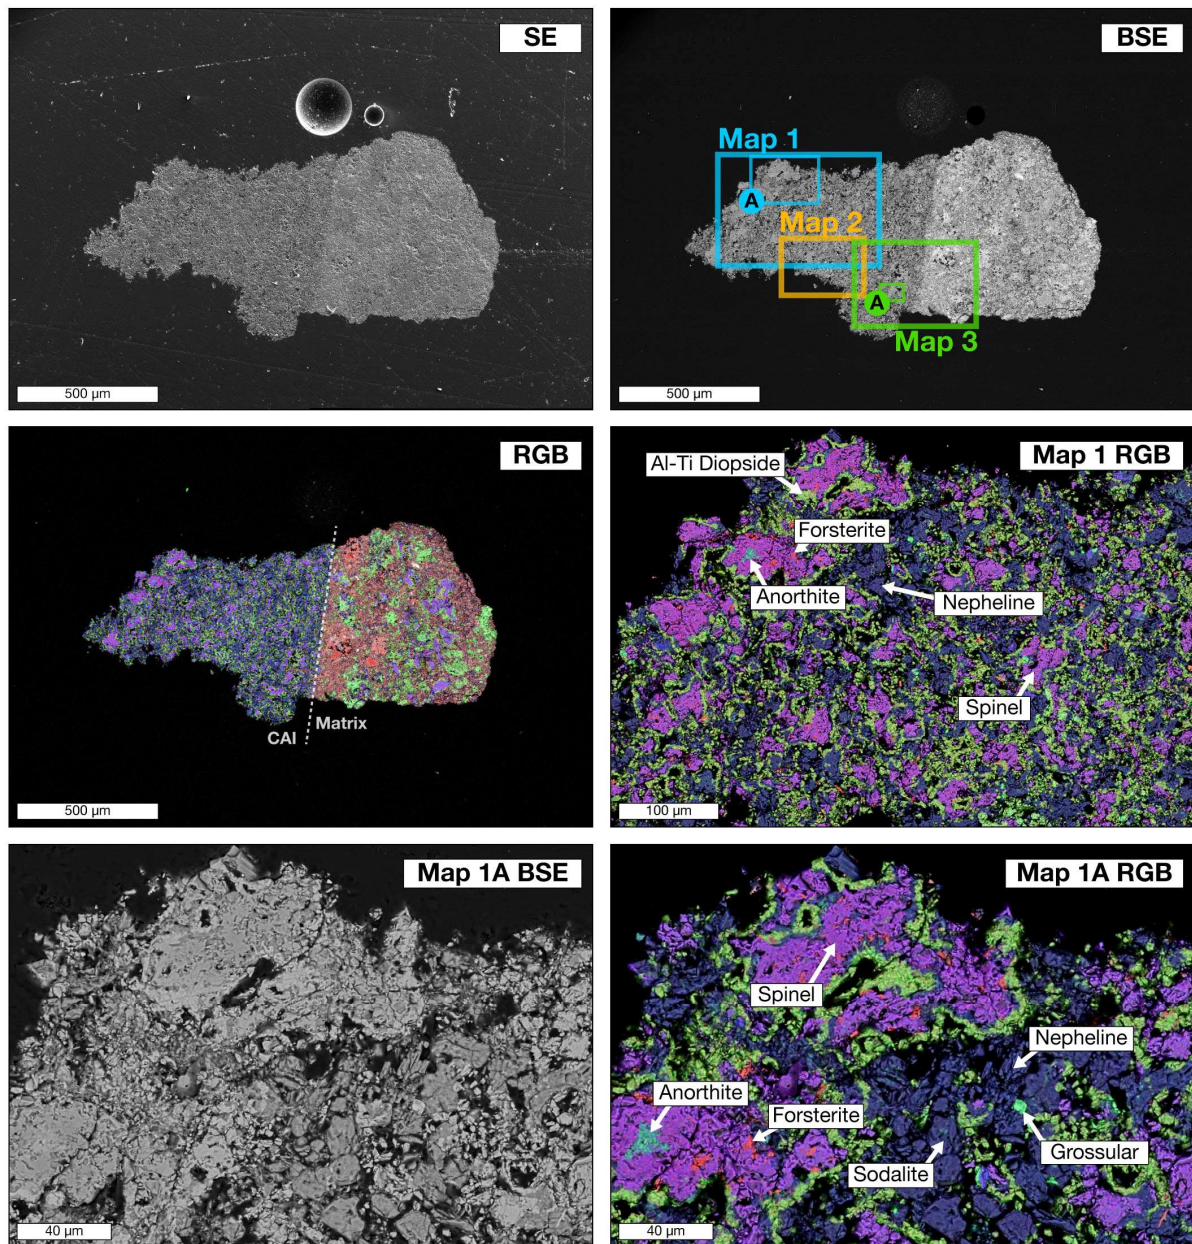 SE
500 µm
BSE
Map 1
A
Map 2
A
Map 3
500 µm
RGB
Matrix
CAI
500 µm
Map 1 RGB
Al-Ti Diopside
Forsterite
Anorthite
Nepheline
Spinel
100 µm
Map 1A BSE
40 µm
Map 1A RGB
Spinel
Nepheline
Anorthite
Forsterite
Sodalite
Grossular
40 µm